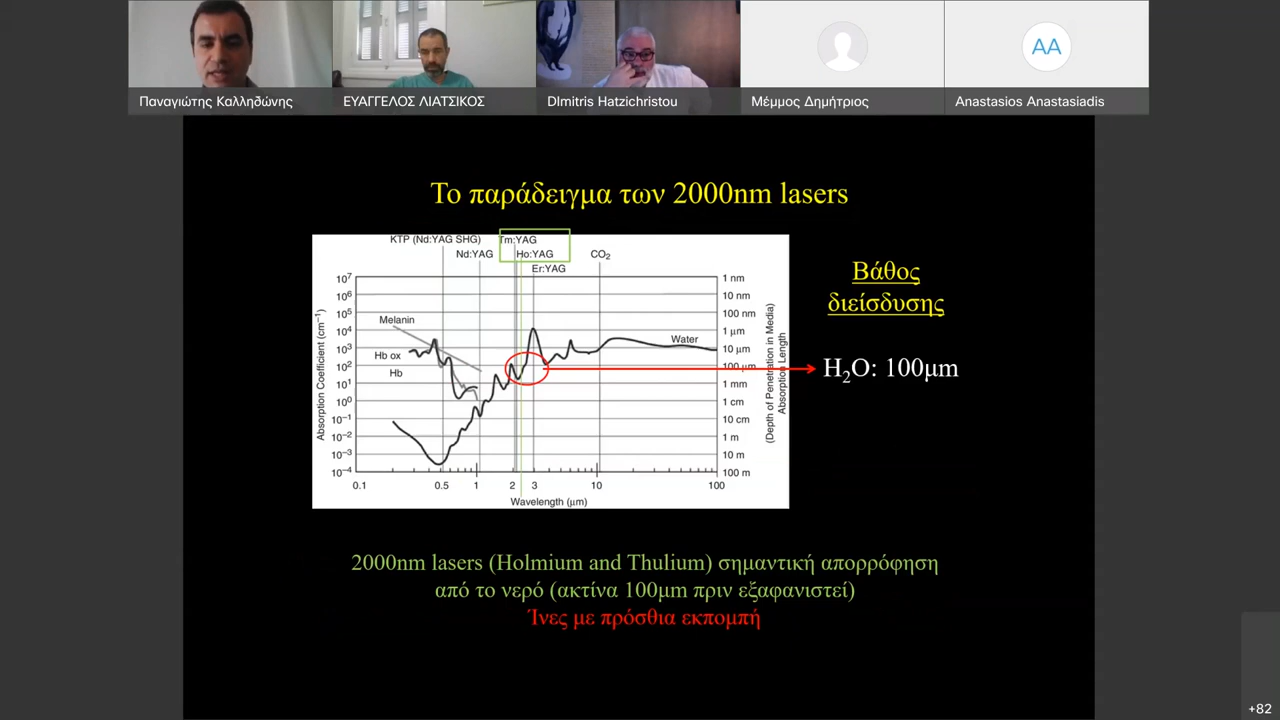 Παναγιώτης Καλληδώνης
ΕΥΑΓΓΕΛΟΣ ΛΙΑΤΣΙΚΟΣ
DImitris Hatzichristou
Μέμμος Δημήτριος
AA
Anastasios Anastasiadis
Το παράδειγμα των 2000nm lasers
KTP (Nd:YAG SHG)
Tm:YAG
Nd:YAG
Ho:YAG
CO₂
Er:YAG
10⁷
10⁶
10⁵
10⁴
10³
10²
10¹
10⁰
10⁻¹
10⁻²
10⁻³
10⁻⁴
Absorption Coefficient (cm⁻¹)
Melanin
Hb ox
Hb
Water
1 nm
10 nm
100 nm
1 μm
10 μm
100 μm
1 mm
1 cm
10 cm
1 m
10 m
100 m
(Depth of Penetration in Media)
Absorption Length
0.1 0.5 1 2 3 10 100
Wavelength (μm)
Βάθος
διείσδυσης
H₂O: 100μm
2000nm lasers (Holmium and Thulium) σημαντική απορρόφηση
από το νερό (ακτίνα 100μm πριν εξαφανιστεί)
Ίνες με πρόσθια εκπομπή
+82